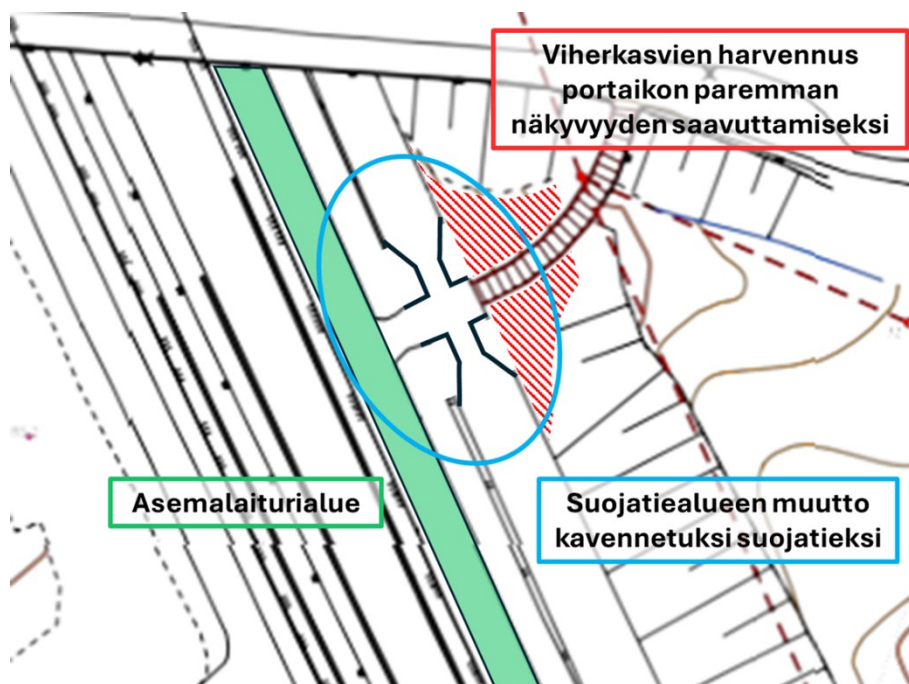 Viherkasvien harvennus
portaikon paremman
näkyvyyden saavuttamiseksi
Asemalaiturialue
Suojatiealueen muutto
kavennetuksi suojatieksi